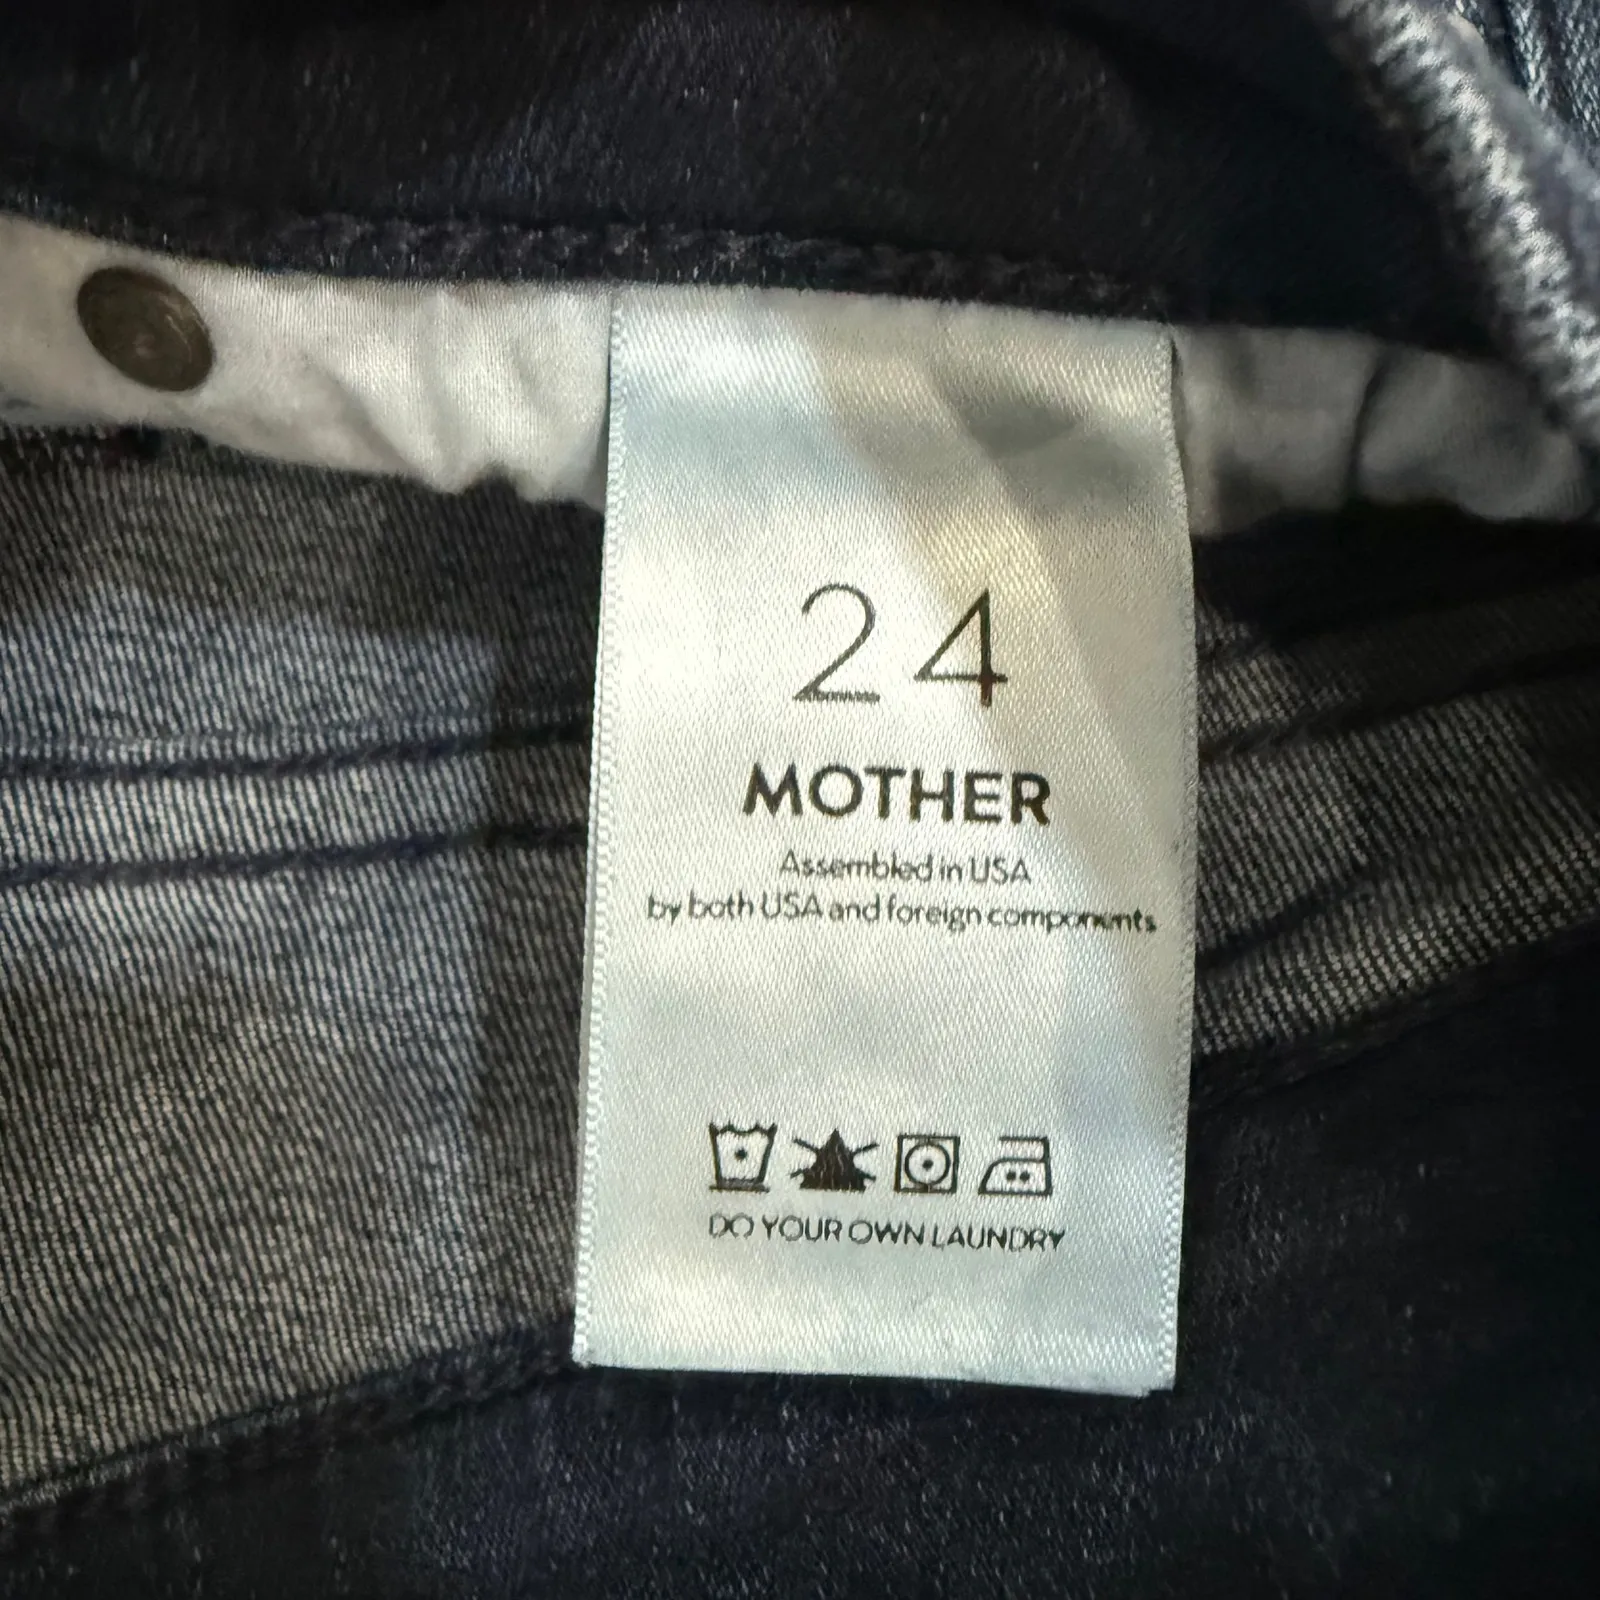 24
MOTHER
Assembled in USA
by both USA and foreign components
DO YOUR OWN LAUNDRY